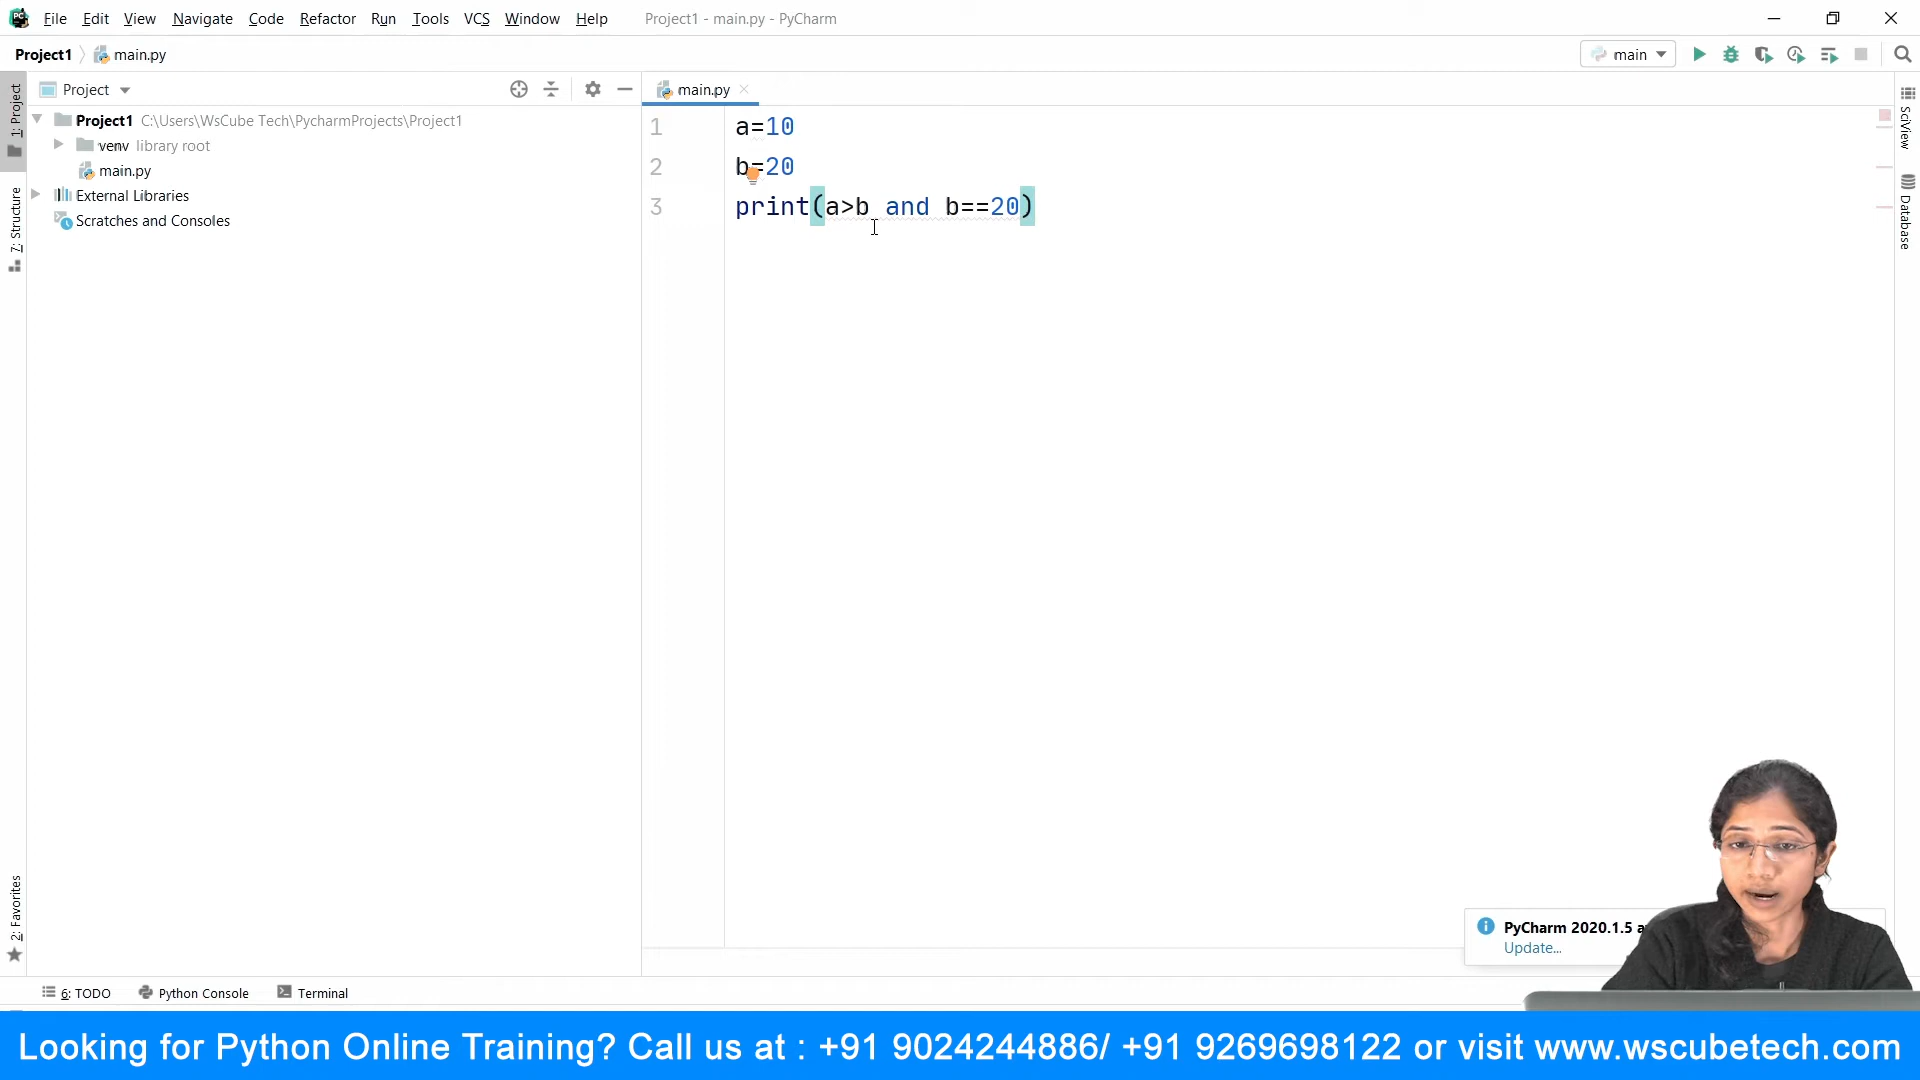 File Edit View Navigate Code Refactor Run Tools VCS Window Help Project1 - main.py - PyCharm
Project1 main.py main
Project main.py
1: Project
7: Structure
2: Favorites
Project1 C:\Users\WsCube Tech\PycharmProjects\Project1
venv library root
main.py
External Libraries
Scratches and Consoles
1 a=10
2 b=20
3 print(a>b and b==20)
SciView
Database
PyCharm 2020.1.5
Update...
6: TODO Python Console Terminal
Looking for Python Online Training? Call us at : +91 9024244886/ +91 9269698122 or visit www.wscubetech.com